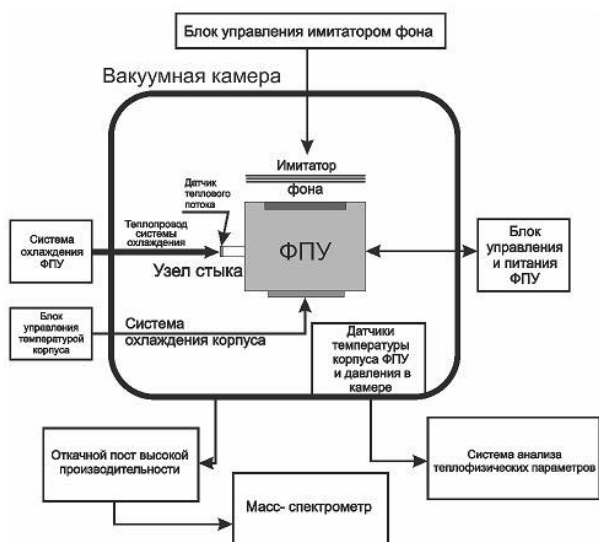 Блок управления имитатором фона
Вакуумная камера
Имитатор
фона
Датчик
теплового
потока
Теплопровод
системы
охлаждения
Система
охлаждения
ФПУ
Узел стыка
ФПУ
Блок
управления
и питания
ФПУ
Блок
управления
температурой
корпуса
Система
охлаждения корпуса
Датчики
температуры
корпуса ФПУ
и давления в
камере
Откачной пост высокой
производительности
Система анализа
теплофизических параметров
Масс- спектрометр